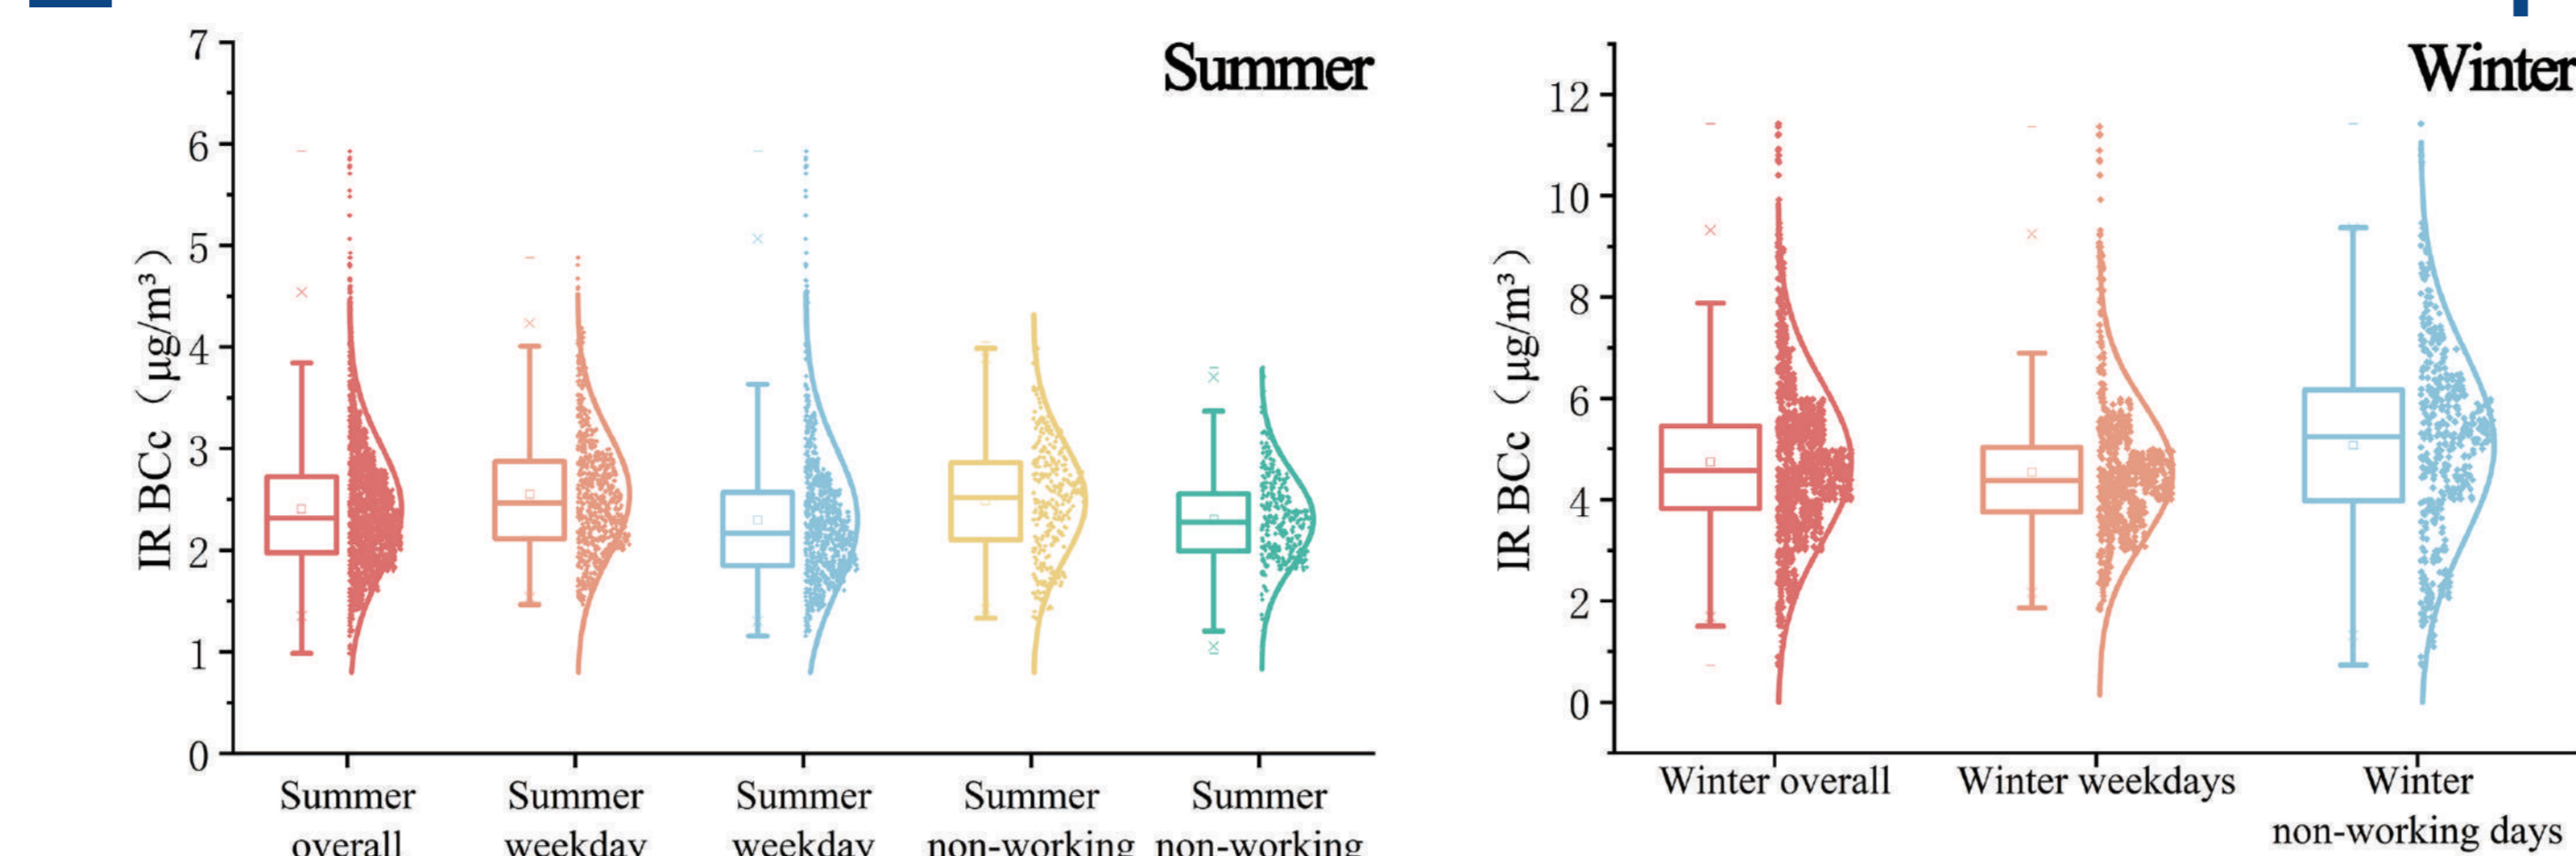 Summer
7
6
5
4
3
2
1
0
IR BCc （μg/m³）
Summer
overall
Summer
weekday
Summer
weekday
Summer
non-working
Summer
non-working
Winter
12
10
8
6
4
2
0
IR BCc （μg/m³）
Winter overall
Winter weekdays
Winter
non-working days